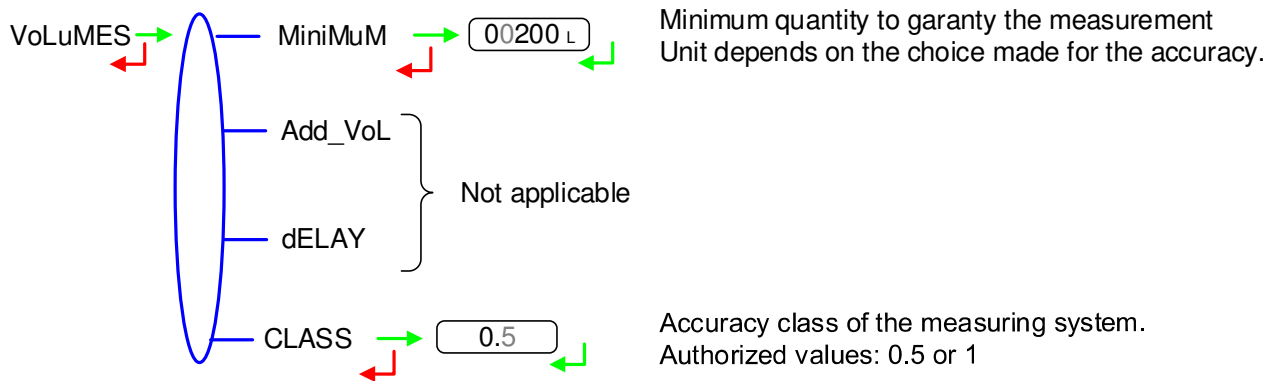 VoLuMES
MiniMuM
00200 L
Minimum quantity to garanty the measurement
Unit depends on the choice made for the accuracy.
Add_VoL
Not applicable
dELAY
CLASS
0.5
Accuracy class of the measuring system.
Authorized values: 0.5 or 1